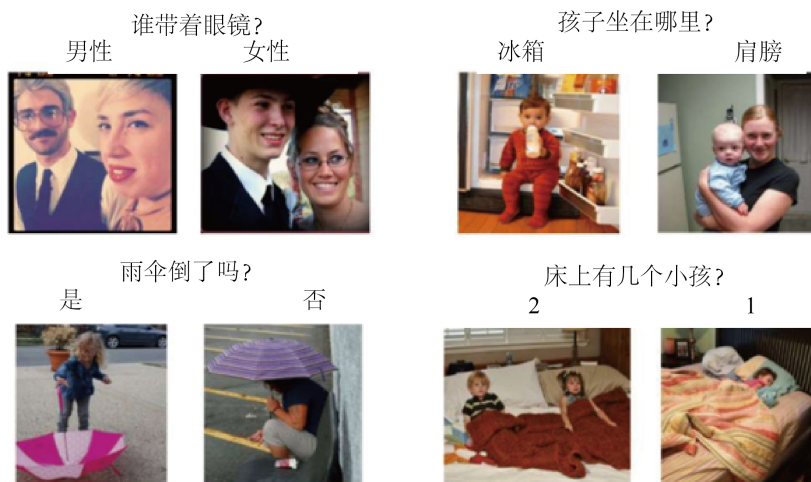 谁带着眼镜?
男性 女性
孩子坐在哪里?
冰箱 肩膀
雨伞倒了吗?
是 否
床上有几个小孩?
2 1